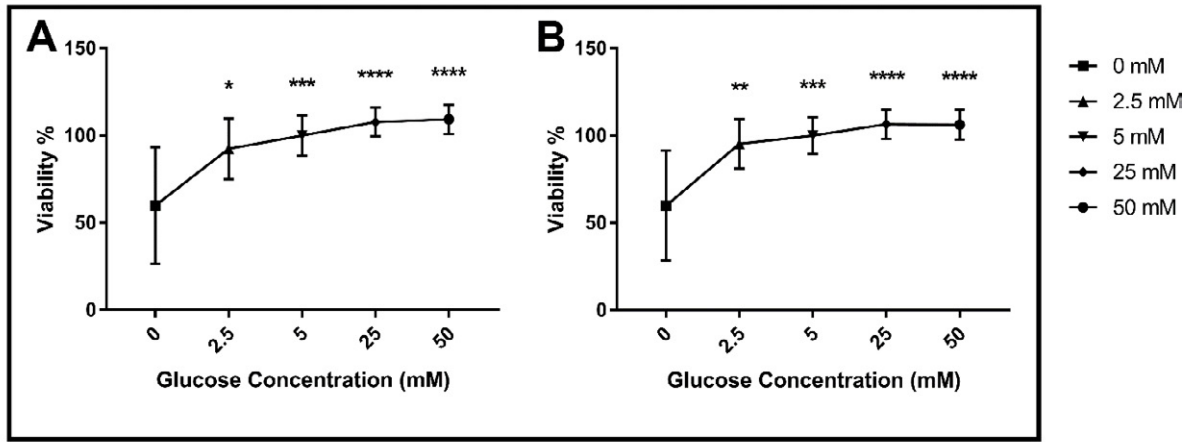 A
150
100
50
0
Viability %
* *** **** ****
0 2.5 5 25 50
Glucose Concentration (mM)
B
150
100
50
0
Viability %
** *** **** ****
0 2.5 5 25 50
Glucose Concentration (mM)
0 mM
2.5 mM
5 mM
25 mM
50 mM